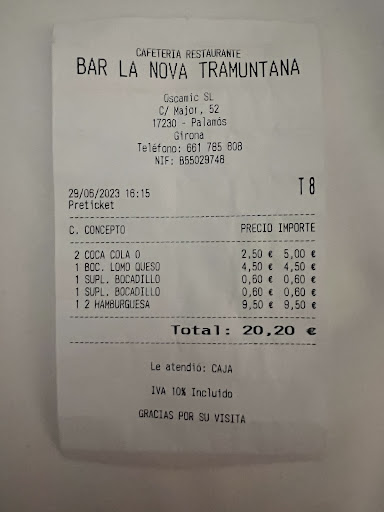 CAFETERIA RESTAURANTE
BAR LA NOVA TRAMUNTANA
Oscamic SL
C/ Major, 52
17230 - Palamós
Girona
Teléfono: 661 785 808
NIF: B55029748
T8
29/06/2023 16:15
Preticket
C. CONCEPTO PRECIO IMPORTE
2 COCA COLA 0 2,50 € 5,00 €
1 BOC. LOMO QUESO 4,50 € 4,50 €
1 SUPL. BOCADILLO 0,60 € 0,60 €
1 SUPL. BOCADILLO 0,60 € 0,60 €
1 2 HAMBURGUESA 9,50 € 9,50 €
Total: 20,20 €
Le atendió: CAJA
IVA 10% Incluido
GRACIAS POR SU VISITA